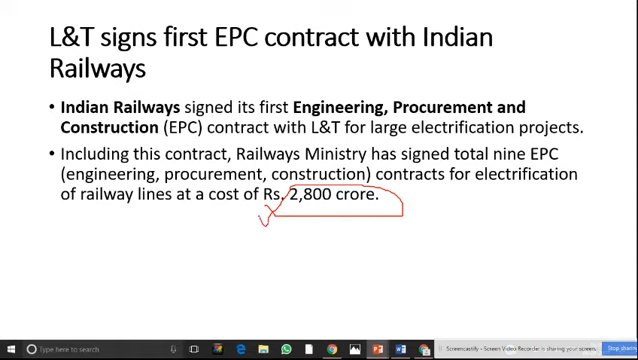 L&T signs first EPC contract with Indian
Railways
• Indian Railways signed its first Engineering, Procurement and
Construction (EPC) contract with L&T for large electrification projects.
• Including this contract, Railways Ministry has signed total nine EPC
(engineering, procurement, construction) contracts for electrification
of railway lines at a cost of Rs. 2,800 crore.
Type here to search
Screencastify - Screen Video Recorder is sharing your screen.
Stop sha